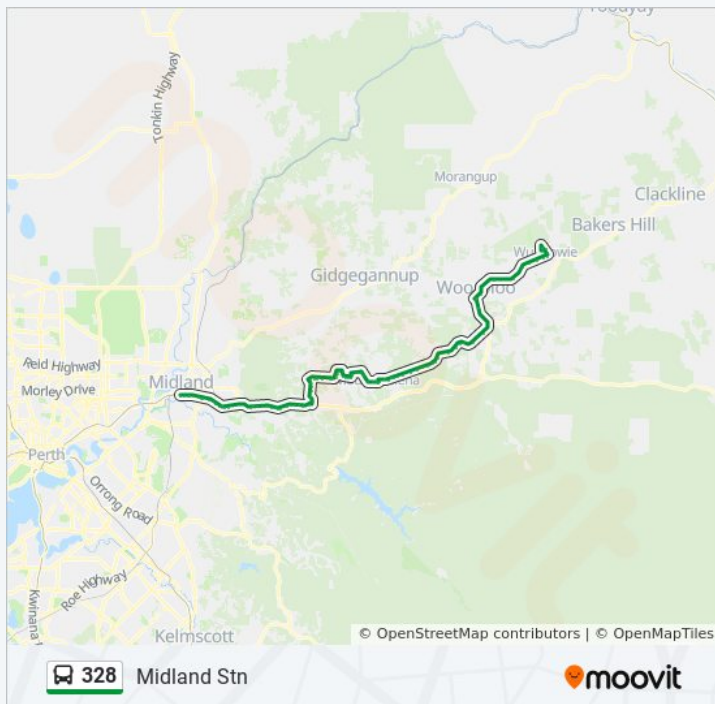 Tonkin Highway
Morangup
Clackline
Bakers Hill
Gidgegannup
Reid Highway
Midland
Morley Drive
Perth
Orrong Road
Roe Highway
Kwinana
Kelmscott
© OpenStreetMap contributors | © OpenMapTiles
328 Midland Stn
moovit